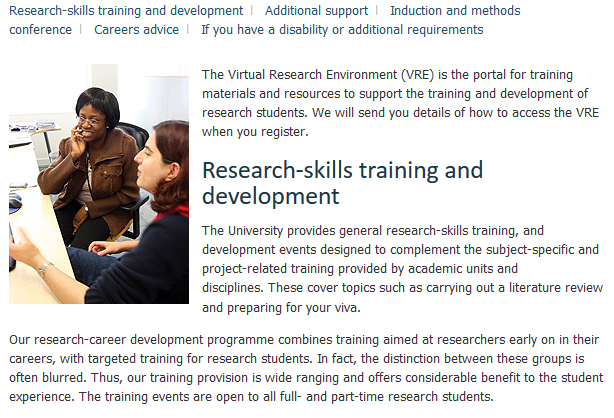 Research-skills training and development | Additional support | Induction and methods
conference | Careers advice | If you have a disability or additional requirements
The Virtual Research Environment (VRE) is the portal for training
materials and resources to support the training and development of
research students. We will send you details of how to access the VRE
when you register.
Research-skills training and
development
The University provides general research-skills training, and
development events designed to complement the subject-specific and
project-related training provided by academic units and
disciplines. These cover topics such as carrying out a literature review
and preparing for your viva.
Our research-career development programme combines training aimed at researchers early on in their
careers, with targeted training for research students. In fact, the distinction between these groups is
often blurred. Thus, our training provision is wide ranging and offers considerable benefit to the student
experience. The training events are open to all full- and part-time research students.